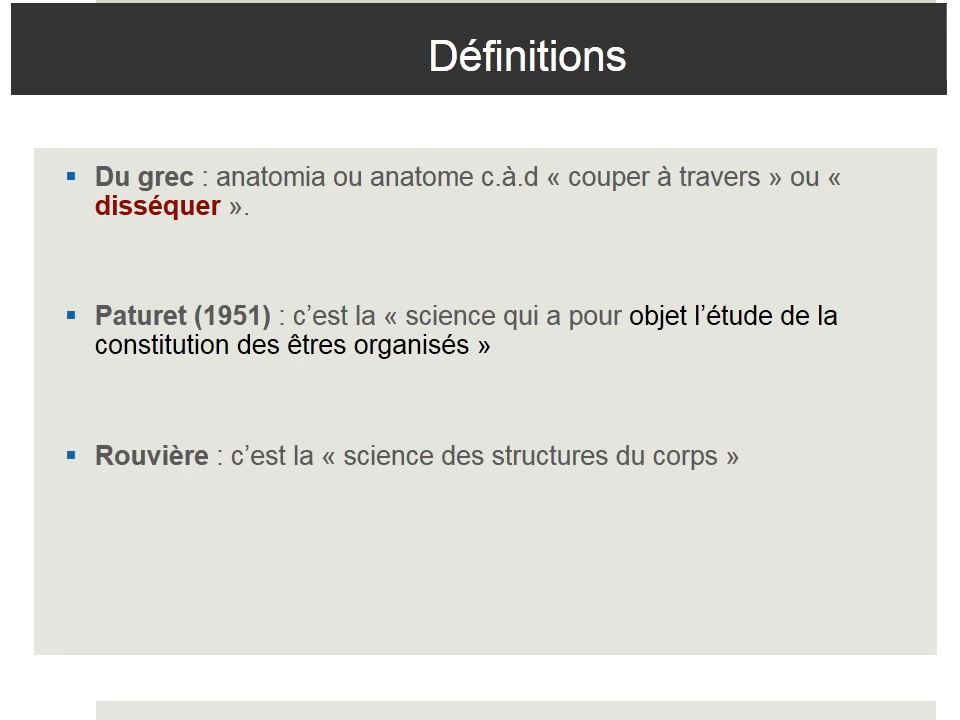 Définitions
Du grec : anatomia ou anatome c.à.d « couper à travers » ou «
disséquer ».
Paturet (1951) : c’est la « science qui a pour objet l’étude de la
constitution des êtres organisés »
Rouvière : c’est la « science des structures du corps »